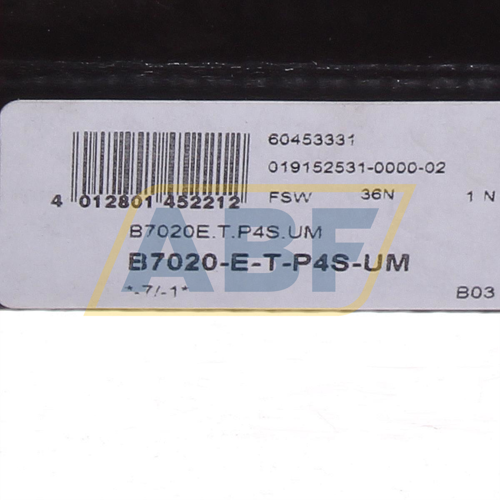 60453331
019152531-0000-02
4 012801 452212
FSW 36N 1 N
B7020E.T.P4S.UM
B7020-E-T-P4S-UM
*-7/-1*
B03
ABF